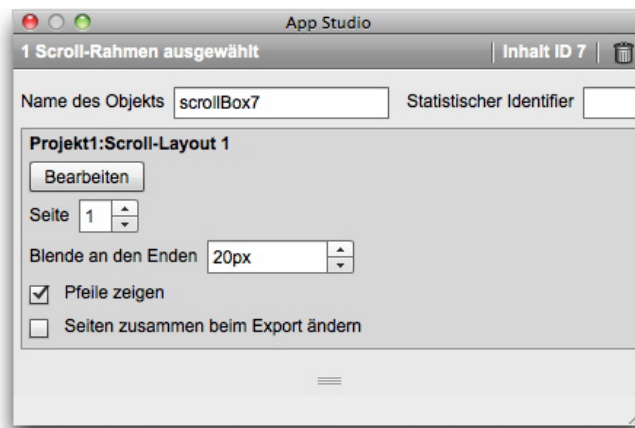 App Studio
1 Scroll-Rahmen ausgewählt Inhalt ID 7
Name des Objekts scrollBox7 Statistischer Identifier
Projekt1:Scroll-Layout 1
Bearbeiten
Seite 1
Blende an den Enden 20px
Pfeile zeigen
Seiten zusammen beim Export ändern